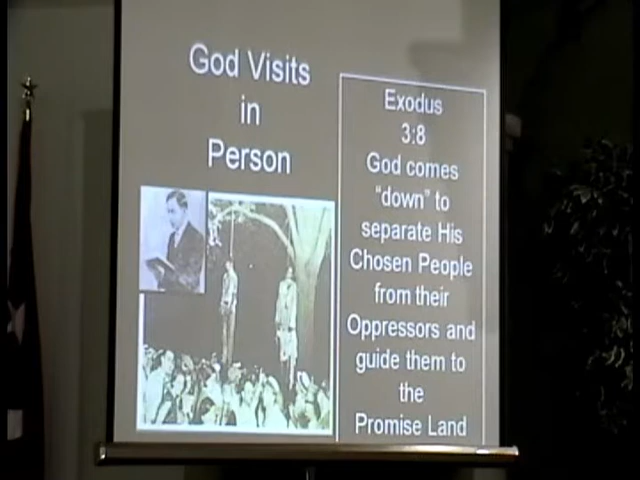 God Visits
in
Person
Exodus
3:8
God comes
"down" to
separate His
Chosen People
from their
Oppressors and
guide them to
the
Promise Land